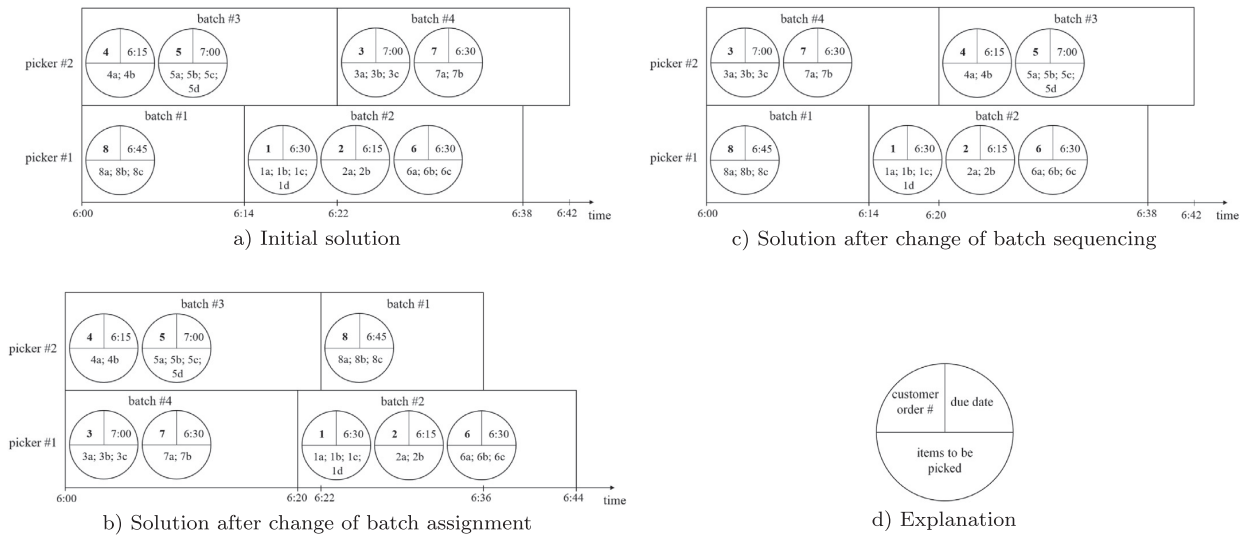 batch #3 batch #4
4 6:15 5 7:00 3 7:00 7 6:30
picker #2
4a; 4b 5a; 5b; 5c; 3a; 3b; 3c 7a; 7b
5d
batch #1 batch #2
8 6:45 1 6:30 2 6:15 6 6:30
picker #1
8a; 8b; 8c 1a; 1b; 1c; 2a; 2b 6a; 6b; 6c
1d
6:00 6:14 6:22 6:38 6:42 time
a) Initial solution
batch #4 batch #3
3 7:00 7 6:30 4 6:15 5 7:00
picker #2
3a; 3b; 3c 7a; 7b 4a; 4b 5a; 5b; 5c;
5d
batch #1 batch #2
8 6:45 1 6:30 2 6:15 6 6:30
picker #1
8a; 8b; 8c 1a; 1b; 1c; 2a; 2b 6a; 6b; 6c
1d
6:00 6:14 6:20 6:38 6:42 time
c) Solution after change of batch sequencing
batch #3 batch #1
4 6:15 5 7:00 8 6:45
picker #2
4a; 4b 5a; 5b; 5c; 8a; 8b; 8c
5d
batch #4 batch #2
3 7:00 7 6:30 1 6:30 2 6:15 6 6:30
picker #1
3a; 3b; 3c 7a; 7b 1a; 1b; 1c; 2a; 2b 6a; 6b; 6c
1d
6:00 6:20 6:22 6:36 6:44 time
b) Solution after change of batch assignment
customer
order # due date
items to be
picked
d) Explanation